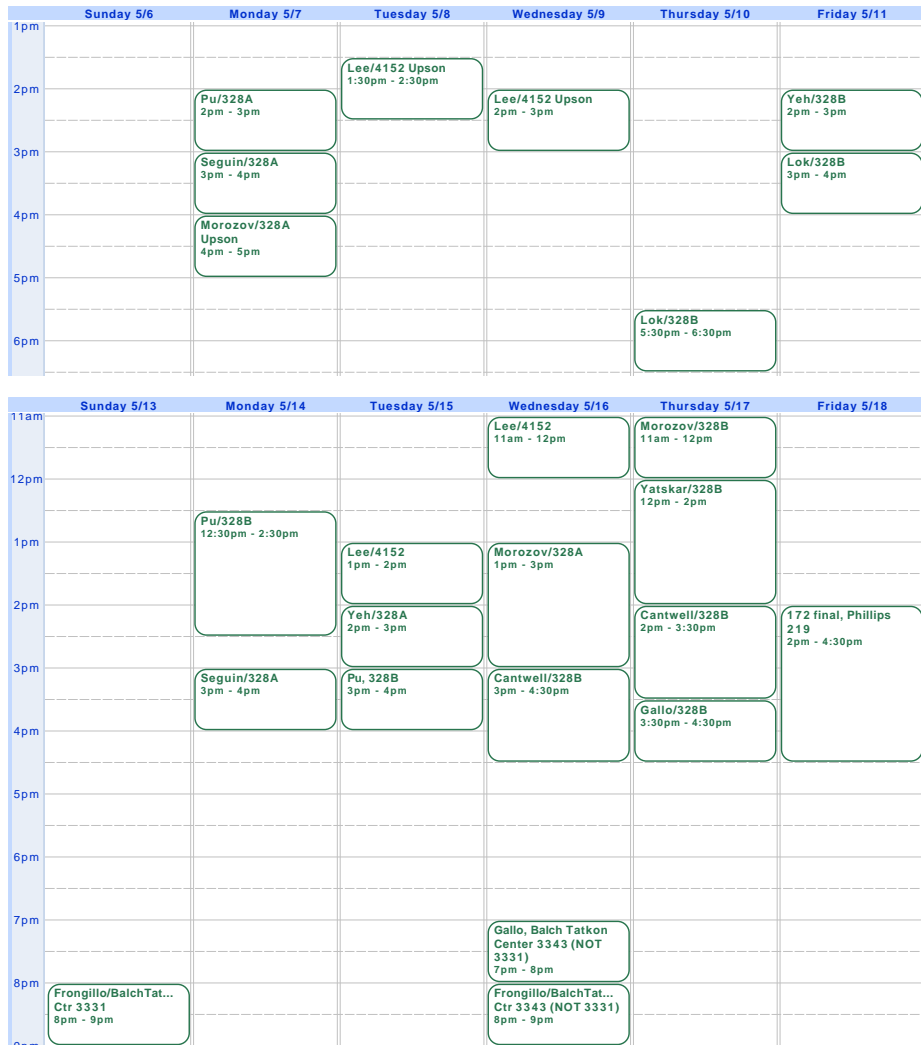 Sunday 5/6 Monday 5/7 Tuesday 5/8 Wednesday 5/9 Thursday 5/10 Friday 5/11
1pm
Lee/4152 Upson
1:30pm - 2:30pm
2pm
Pu/328A
2pm - 3pm
Lee/4152 Upson
2pm - 3pm
Yeh/328B
2pm - 3pm
3pm
Seguin/328A
3pm - 4pm
Lok/328B
3pm - 4pm
4pm
Morozov/328A
Upson
4pm - 5pm
5pm
Lok/328B
5:30pm - 6:30pm
6pm
Sunday 5/13 Monday 5/14 Tuesday 5/15 Wednesday 5/16 Thursday 5/17 Friday 5/18
11am
Lee/4152
11am - 12pm
Morozov/328B
11am - 12pm
12pm
Yatskar/328B
12pm - 2pm
Pu/328B
12:30pm - 2:30pm
1pm
Lee/4152
1pm - 2pm
Morozov/328A
1pm - 3pm
2pm
Yeh/328A
2pm - 3pm
Cantwell/328B
2pm - 3:30pm
172 final, Phillips
219
2pm - 4:30pm
3pm
Seguin/328A
3pm - 4pm
Pu, 328B
3pm - 4pm
Cantwell/328B
3pm - 4:30pm
Gallo/328B
3:30pm - 4:30pm
4pm
5pm
6pm
7pm
Gallo, Balch Tatkon
Center 3343 (NOT
3331)
7pm - 8pm
8pm
Frongillo/BalchTat...
Ctr 3331
8pm - 9pm
Frongillo/BalchTat...
Ctr 3343 (NOT 3331)
8pm - 9pm